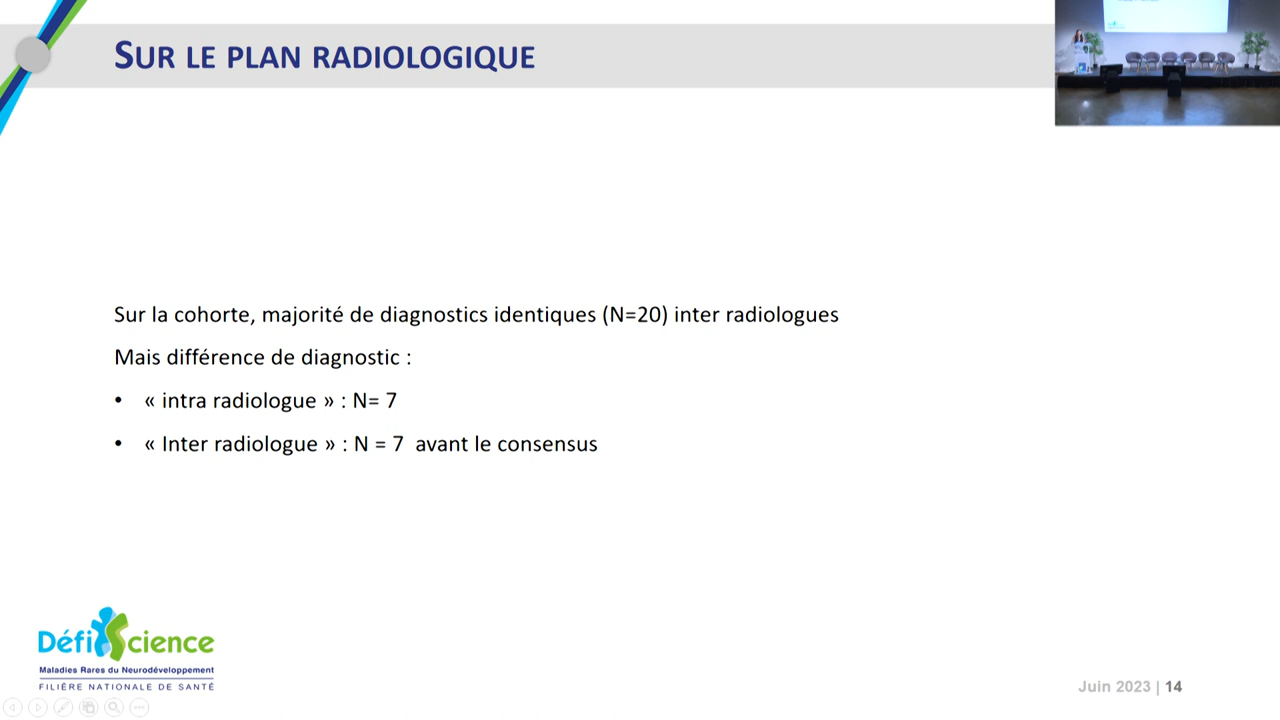 SUR LE PLAN RADIOLOGIQUE
Sur la cohorte, majorité de diagnostics identiques (N=20) inter radiologues
Mais différence de diagnostic :
• « intra radiologue » : N= 7
• « Inter radiologue » : N = 7 avant le consensus
DéfiScience
Maladies Rares du Neurodéveloppement
FILIÈRE NATIONALE DE SANTÉ
Juin 2023 | 14